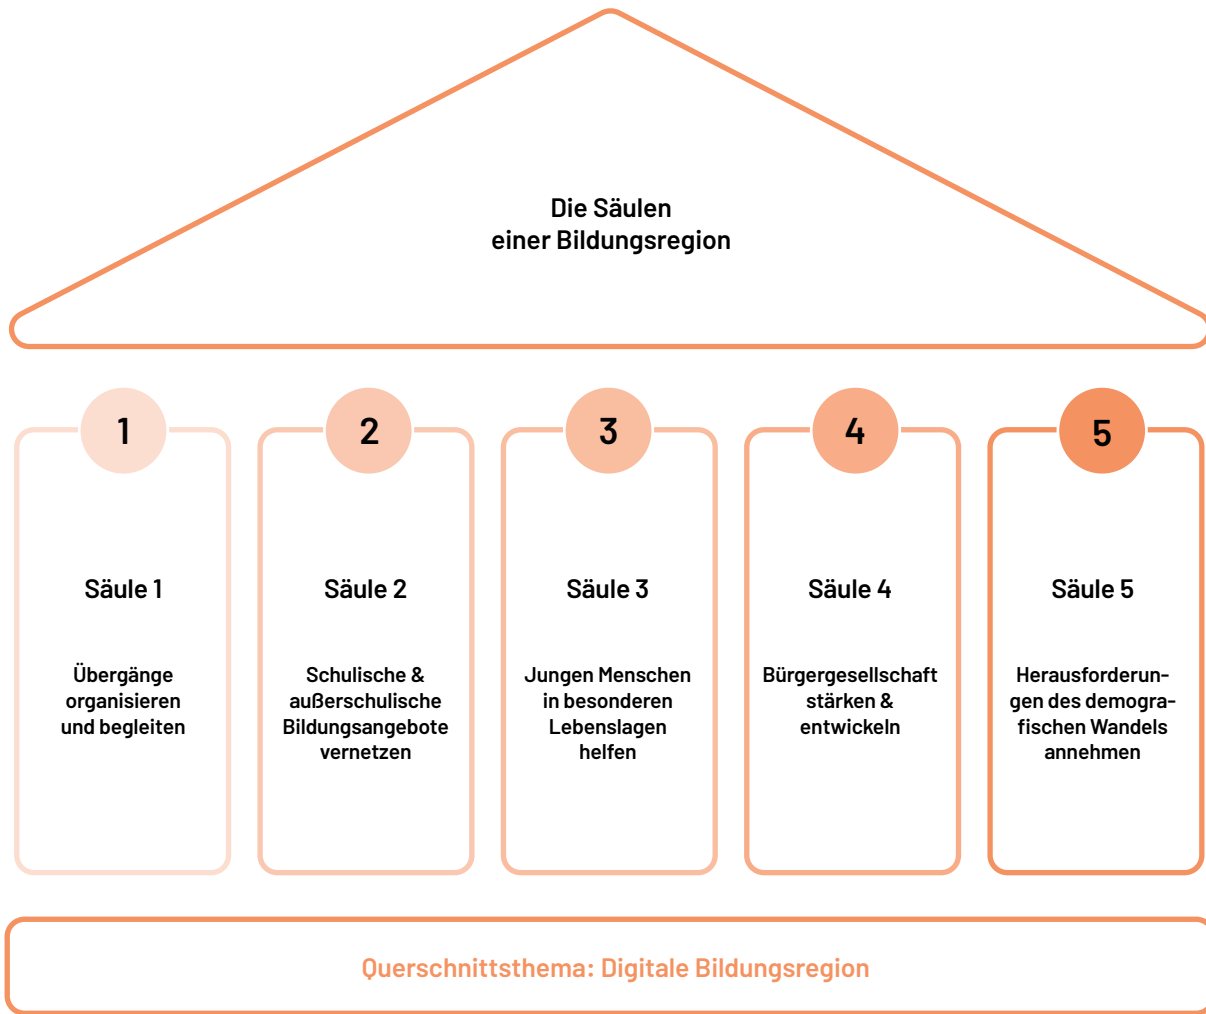 Die Säulen
einer Bildungsregion
1
2
3
4
5
Säule 1
Übergänge
organisieren
und begleiten
Säule 2
Schulische &
außerschulische
Bildungsangebote
vernetzen
Säule 3
Jungen Menschen
in besonderen
Lebenslagen
helfen
Säule 4
Bürgergesellschaft
stärken &
entwickeln
Säule 5
Herausforderun-
gen des demogra-
fischen Wandels
annehmen
Querschnittsthema: Digitale Bildungsregion